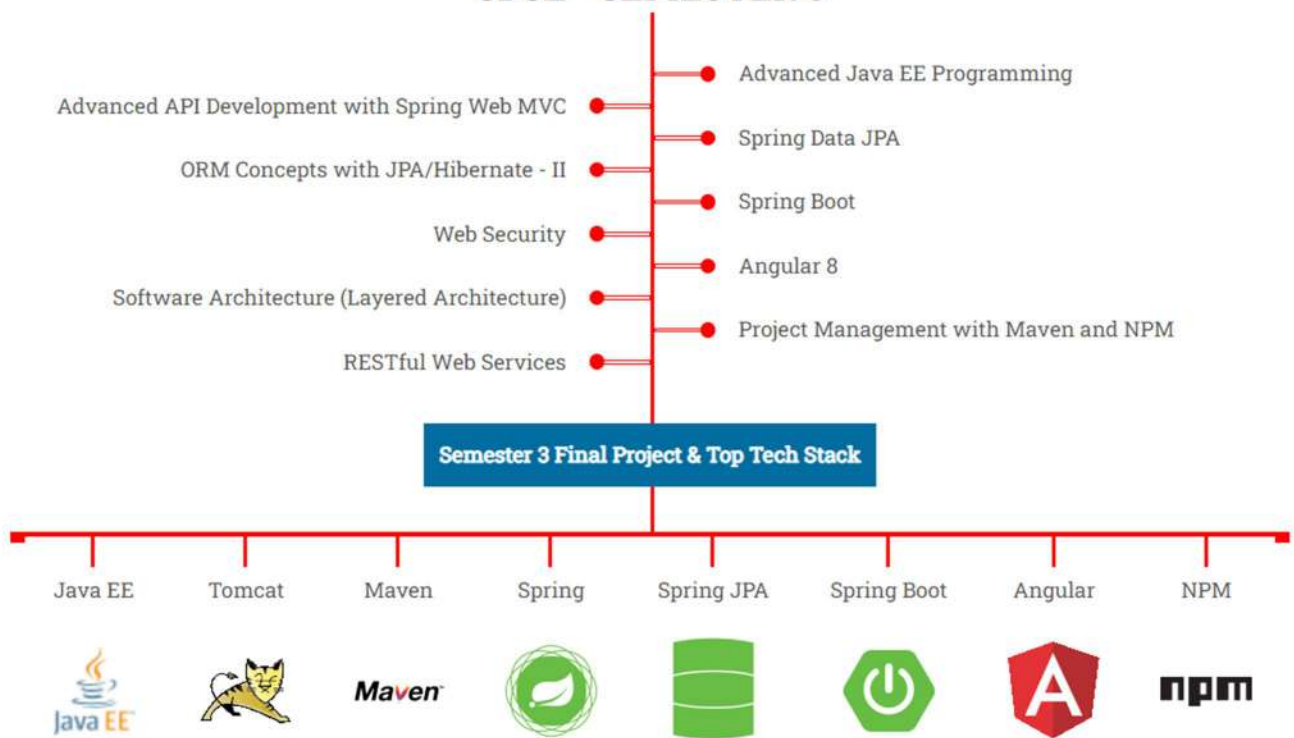 Advanced Java EE Programming
Advanced API Development with Spring Web MVC
Spring Data JPA
ORM Concepts with JPA/Hibernate - II
Spring Boot
Web Security
Angular 8
Software Architecture (Layered Architecture)
Project Management with Maven and NPM
RESTful Web Services
Semester 3 Final Project & Top Tech Stack
Java EE Tomcat Maven Spring Spring JPA Spring Boot Angular NPM
Java EE Maven A npm